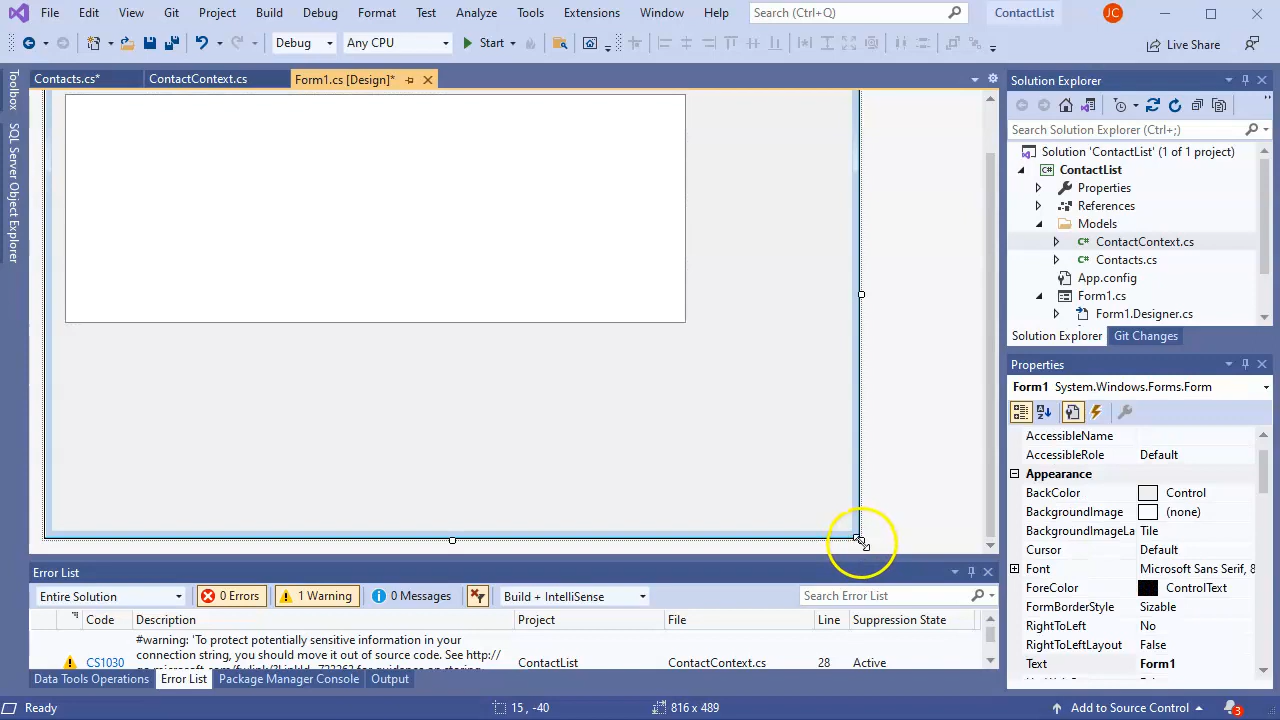 File Edit View Git Project Build Debug Format Test Analyze Tools Extensions Window Help Search (Ctrl+Q) ContactList JC
Debug Any CPU Start Live Share
Toolbox
SQL Server Object Explorer
Contacts.cs* ContactContext.cs Form1.cs [Design]*
Solution Explorer
Search Solution Explorer (Ctrl+;)
Solution 'ContactList' (1 of 1 project)
ContactList
Properties
References
Models
ContactContext.cs
Contacts.cs
App.config
Form1.cs
Form1.Designer.cs
Solution Explorer Git Changes
Properties
Form1 System.Windows.Forms.Form
AccessibleName
AccessibleRole Default
Appearance
BackColor Control
BackgroundImage (none)
BackgroundImageLa Tile
Cursor Default
Font Microsoft Sans Serif, 8
ForeColor ControlText
FormBorderStyle Sizable
RightToLeft No
RightToLeftLayout False
Text Form1
Error List
Entire Solution 0 Errors 1 Warning 0 Messages Build + IntelliSense Search Error List
Code Description Project File Line Suppression State
#warning: 'To protect potentially sensitive information in your
connection string, you should move it out of source code. See http://
CS1030 ContactList ContactContext.cs 28 Active
Data Tools Operations Error List Package Manager Console Output
Ready 15 , -40 816 x 489 Add to Source Control 3